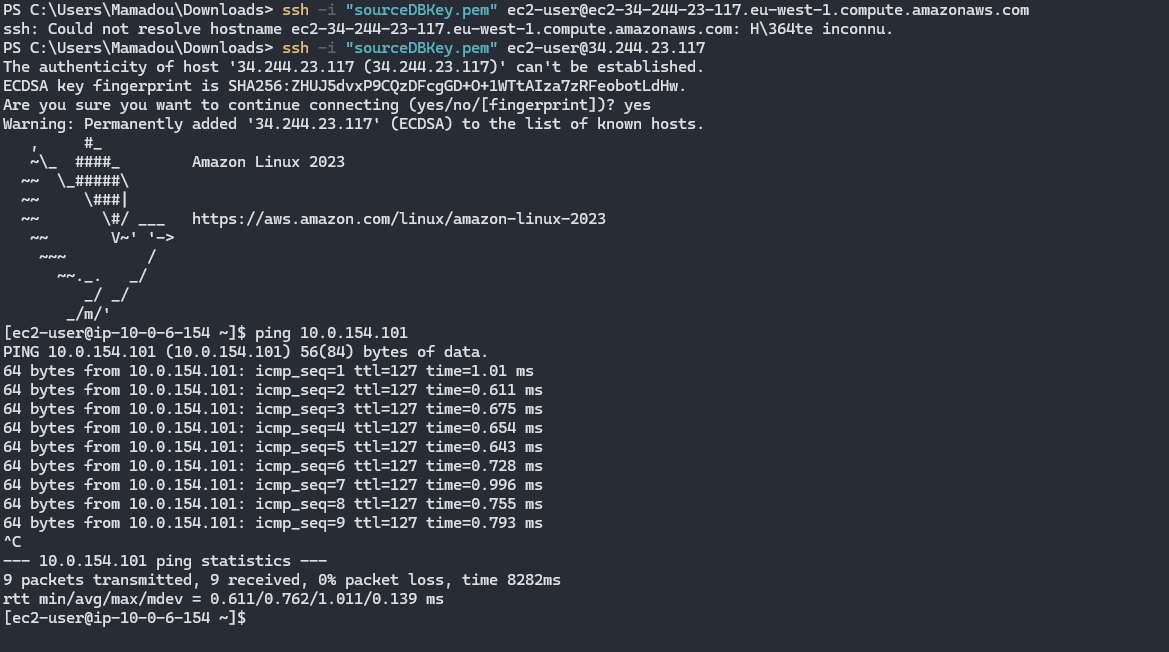 PS C:\Users\Mamadou\Downloads> ssh -i "sourceDBKey.pem" ec2-user@ec2-34-244-23-117.eu-west-1.compute.amazonaws.com
ssh: Could not resolve hostname ec2-34-244-23-117.eu-west-1.compute.amazonaws.com: H\364te inconnu.
PS C:\Users\Mamadou\Downloads> ssh -i "sourceDBKey.pem" ec2-user@34.244.23.117
The authenticity of host '34.244.23.117 (34.244.23.117)' can't be established.
ECDSA key fingerprint is SHA256:ZHUJ5dvxP9CQzDFcgGD+O+1WTtAIza7zRFeobotLdHw.
Are you sure you want to continue connecting (yes/no/[fingerprint])? yes
Warning: Permanently added '34.244.23.117' (ECDSA) to the list of known hosts.
   ,     #_
   ~\_  ####_        Amazon Linux 2023
  ~~  \_#####\
  ~~     \###|
  ~~       \#/ ___   https://aws.amazon.com/linux/amazon-linux-2023
   ~~       V~' '->
    ~~~         /
      ~~._.   _/
         _/ _/
       _/m/'
[ec2-user@ip-10-0-6-154 ~]$ ping 10.0.154.101
PING 10.0.154.101 (10.0.154.101) 56(84) bytes of data.
64 bytes from 10.0.154.101: icmp_seq=1 ttl=127 time=1.01 ms
64 bytes from 10.0.154.101: icmp_seq=2 ttl=127 time=0.611 ms
64 bytes from 10.0.154.101: icmp_seq=3 ttl=127 time=0.675 ms
64 bytes from 10.0.154.101: icmp_seq=4 ttl=127 time=0.654 ms
64 bytes from 10.0.154.101: icmp_seq=5 ttl=127 time=0.643 ms
64 bytes from 10.0.154.101: icmp_seq=6 ttl=127 time=0.728 ms
64 bytes from 10.0.154.101: icmp_seq=7 ttl=127 time=0.996 ms
64 bytes from 10.0.154.101: icmp_seq=8 ttl=127 time=0.755 ms
64 bytes from 10.0.154.101: icmp_seq=9 ttl=127 time=0.793 ms
^C
--- 10.0.154.101 ping statistics ---
9 packets transmitted, 9 received, 0% packet loss, time 8282ms
rtt min/avg/max/mdev = 0.611/0.762/1.011/0.139 ms
[ec2-user@ip-10-0-6-154 ~]$